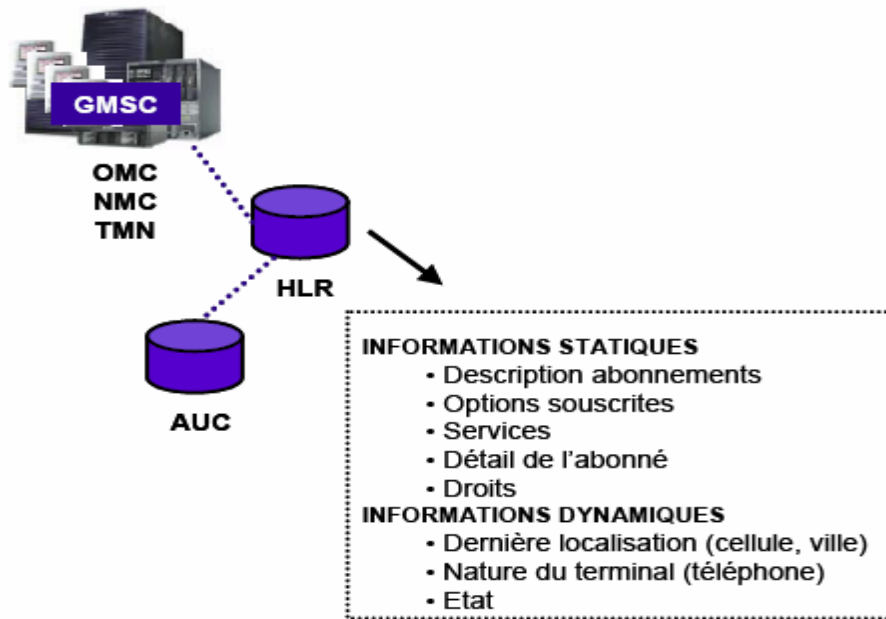 GMSC
OMC
NMC
TMN
HLR
AUC
INFORMATIONS STATIQUES
• Description abonnements
• Options souscrites
• Services
• Détail de l'abonné
• Droits
INFORMATIONS DYNAMIQUES
• Dernière localisation (cellule, ville)
• Nature du terminal (téléphone)
• Etat